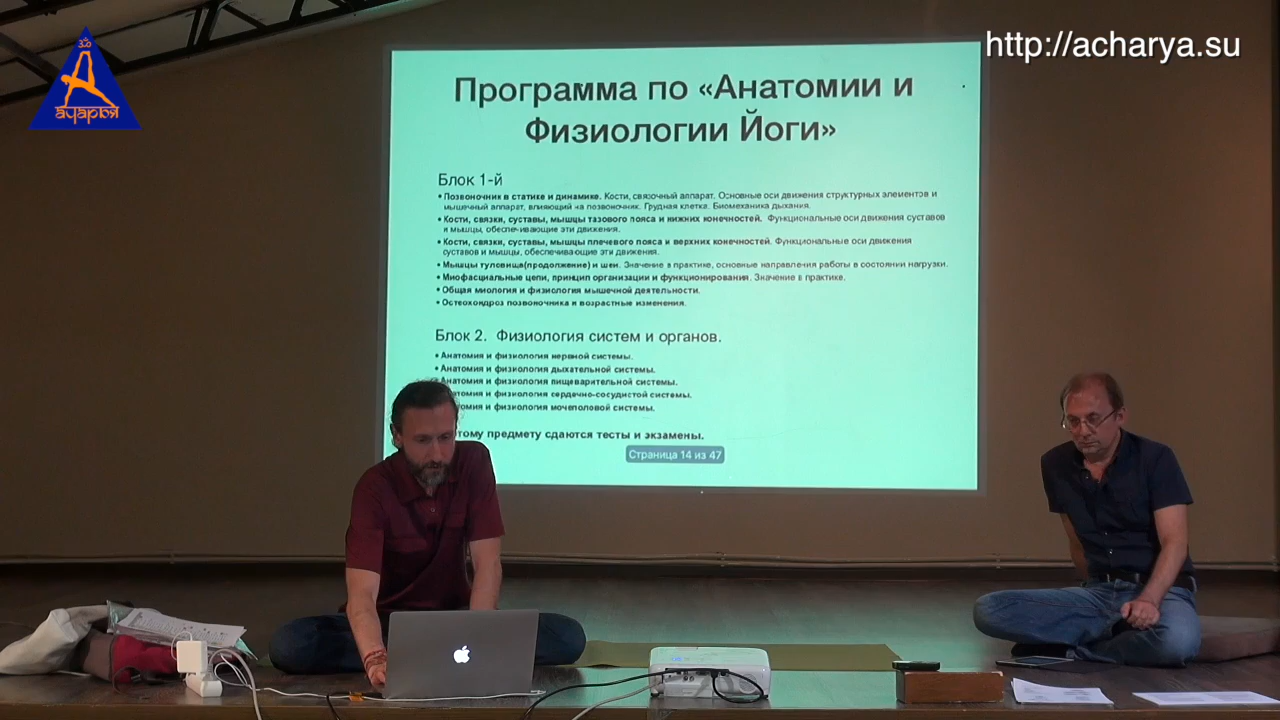 http://acharya.su
ॐ
ачарья
Программа по «Анатомии и
Физиологии Йоги»
Блок 1-й
• Позвоночник в статике и динамике. Кости, связочный аппарат. Основные оси движения структурных элементов и
мышечный аппарат, влияющий на позвоночник. Грудная клетка. Биомеханика дыхания.
• Кости, связки, суставы, мышцы тазового пояса и нижних конечностей. Функциональные оси движения суставов
и мышцы, обеспечивающие эти движения.
• Кости, связки, суставы, мышцы плечевого пояса и верхних конечностей. Функциональные оси движения
суставов и мышцы, обеспечивающие эти движения.
• Мышцы туловища(продолжение) и шеи. Значение в практике, основные направления работы в состоянии нагрузки.
• Миофасциальные цепи, принцип организации и функционирования. Значение в практике.
• Общая миология и физиология мышечной деятельности.
• Остеохондроз позвоночника и возрастные изменения.
Блок 2. Физиология систем и органов.
• Анатомия и физиология нервной системы.
• Анатомия и физиология дыхательной системы.
• Анатомия и физиология пищеварительной системы.
томия и физиология сердечно-сосудистой системы.
омия и физиология мочеполовой системы.
этому предмету сдаются тесты и экзамены.
Страница 14 из 47